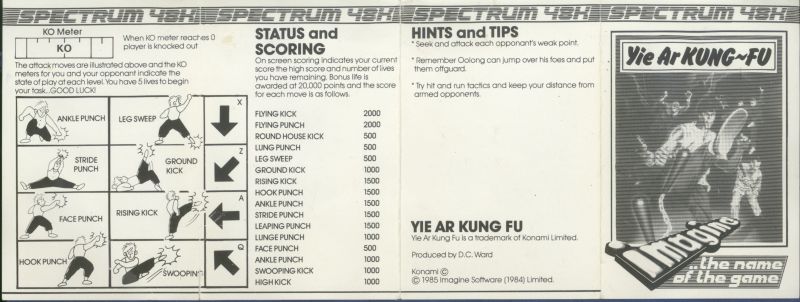 SPECTRUM 48K SPECTRUM 48K SPECTRUM 48K SPECTRUM 48K
KO Meter
KO
When KO meter reaches 0
player is knocked out
The attack moves are illustrated above and the KO
meters for you and your opponant indicate the
state of play at each level. You have 5 lives to begin
your task...GOOD LUCK!
ANKLE PUNCH
LEG SWEEP
X
STRIDE
PUNCH
GROUND
KICK
Z
FACE PUNCH
RISING KICK
A
HOOK PUNCH
SWOOPING
Q
STATUS and
SCORING
On screen scoring indicates your current
score the high score and number of lives
you have remaining. Bonus life is
awarded at 20,000 points and the score
for each move is as follows.
FLYING KICK 2000
FLYING PUNCH 2000
ROUND HOUSE KICK 500
LUNG PUNCH 500
LEG SWEEP 500
GROUND KICK 1000
RISING KICK 1500
HOOK PUNCH 1500
ANKLE PUNCH 1500
STRIDE PUNCH 1500
LEAPING PUNCH 1500
LUNGE PUNCH 1000
FACE PUNCH 500
ANKLE PUNCH 1000
SWOOPING KICK 1000
HIGH KICK 1000
HINTS and TIPS
* Seek and attack each opponant's weak point.
* Remember Oolong can jump over his foes and put
them offguard.
* Try hit and run tactics and keep your distance from
armed opponents.
YIE AR KUNG FU
Yie Ar Kung Fu is a trademark of Konami Limited.
Produced by D.C. Ward
Konami ©
© 1985 Imagine Software (1984) Limited.
Yie Ar KUNG~FU
imagine
...the name
of the game